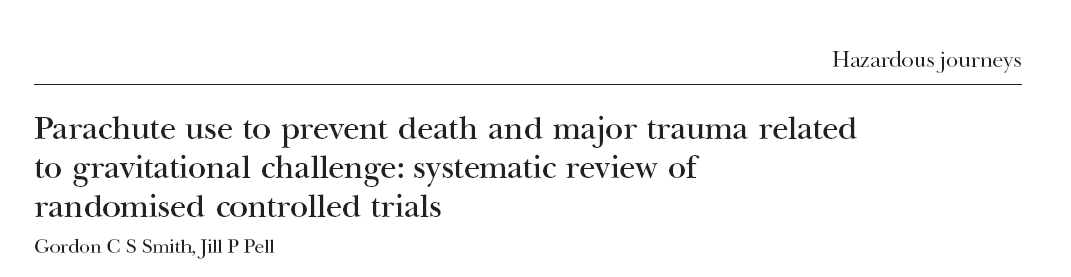 Hazardous journeys
Parachute use to prevent death and major trauma related
to gravitational challenge: systematic review of
randomised controlled trials
Gordon C S Smith, Jill P Pell